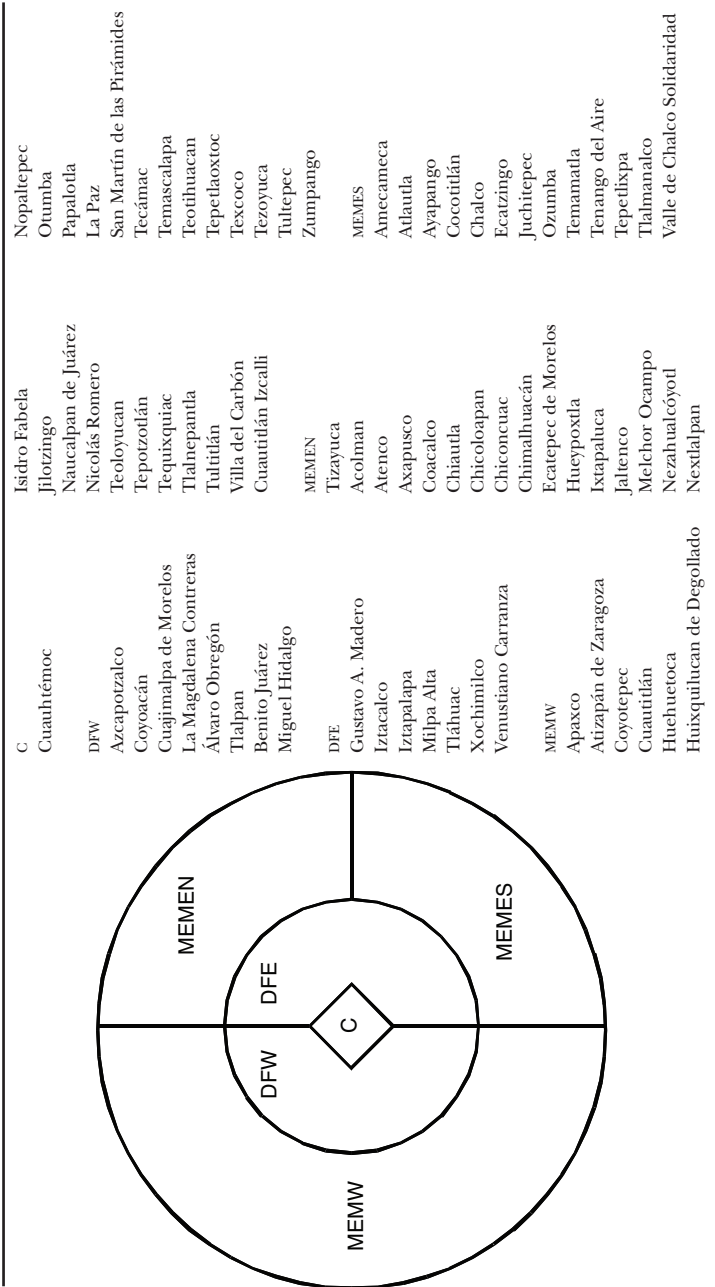 MEMW
DFW
DFE
C
MEMEN
MEMES
C
Cuauhtémoc
DFW
Azcapotzalco
Coyoacán
Cuajimalpa de Morelos
La Magdalena Contreras
Álvaro Obregón
Tlalpan
Benito Juárez
Miguel Hidalgo
DFE
Gustavo A. Madero
Iztacalco
Iztapalapa
Milpa Alta
Tláhuac
Xochimilco
Venustiano Carranza
MEMW
Apaxco
Atizapán de Zaragoza
Coyotepec
Cuautitlán
Huehuetoca
Huixquilucan de Degollado
Isidro Fabela
Jilotzingo
Naucalpan de Juárez
Nicolás Romero
Teoloyucan
Tepotzotlán
Tequixquiac
Tlalnepantla
Tultitlán
Villa del Carbón
Cuautitlán Izcalli
MEMEN
Tizayuca
Acolman
Atenco
Axapusco
Coacalco
Chiautla
Chicoloapan
Chiconcuac
Chimalhuacán
Ecatepec de Morelos
Hueypoxtla
Ixtapaluca
Jaltenco
Melchor Ocampo
Nezahualcóyotl
Nextlalpan
Nopaltepec
Otumba
Papalotla
La Paz
San Martín de las Pirámides
Tecámac
Temascalapa
Teotihuacan
Tepetlaoxtoc
Texcoco
Tezoyuca
Tultepec
Zumpango
MEMES
Amecameca
Atlautla
Ayapango
Cocotitlán
Chalco
Ecatzingo
Juchitepec
Ozumba
Temamatla
Tenango del Aire
Tepetlixpa
Tlalmanalco
Valle de Chalco Solidaridad